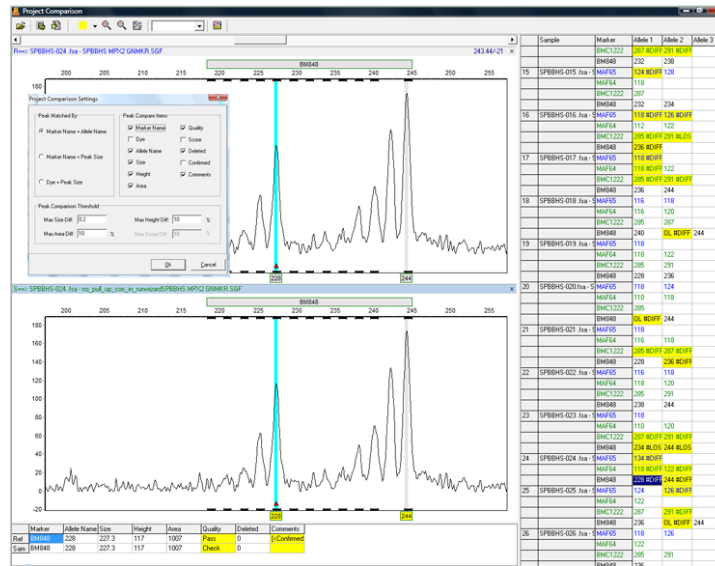 Project Comparison
R==> SPBBHS-024 .fsa - SPBBHS MPX2 GNMKR.SGF 243.44/-21 ×
BM848
200 205 210 215 220 225 230 235 240 245 250
180
Project Comparison Settings
Peak Matched By
Marker Name + Allele Name
Marker Name + Peak Size
Dye + Peak Size
Peak Compare Items
Marker Name Quality
Dye Score
Allele Name Deleted
Size Confirmed
Height Comments
Area
Peak Comparison Threshold
Max Size Diff: 0.2 Max Height Diff: 10 %
Max Area Diff: 10 % Max Score Diff: 10 %
Ok Cancel
228 244
S==> SPBBHS-024 .fsa - no_pull_up_corr_in_runwizardSPBBHS MPX2 GNMKR.SGF ×
BM848
200 205 210 215 220 225 230 235 240 245 250
180
160
140
120
100
80
60
40
20
0
-20
228 244
Marker Allele Name Size Height Area Quality Deleted Comments
Ref BM848 228 227.3 117 1007 Pass 0 [<Confirmed
Sam BM848 228 227.3 117 1007 Check 0
Sample Marker Allele 1 Allele 2 Allele 3
BMC1222 287 #DIFF 291 #DIFF
BM848 232 238
15 SPBBHS-015 .fsa - S MAF65 124 #DIFF 128
MAF64 118
BMC1222 287
BM848 232 234
16 SPBBHS-016 .fsa - S MAF65 118 #DIFF 126 #DIFF
MAF64 112 122
BMC1222 285 #DIFF 291 #LOS
BM848 236 #DIFF
17 SPBBHS-017 .fsa - S MAF65 118 #DIFF
MAF64 118 #DIFF 122
BMC1222 285 #DIFF 291 #DIFF
BM848 236 244
18 SPBBHS-018 .fsa - S MAF65 116 118
MAF64 116 120
BMC1222 285 287
BM848 240 OL #DIFF 244
19 SPBBHS-019 .fsa - S MAF65 118
MAF64 118 122
BMC1222 285 291
BM848 228 236
20 SPBBHS-020.fsa - S MAF65 118 124
MAF64 110 118
BMC1222 285
BM848 OL #DIFF 244
21 SPBBHS-021 .fsa - S MAF65 118
MAF64 116 118
BMC1222 285 #DIFF 287 #DIFF
BM848 228 236 #DIFF
22 SPBBHS-022 .fsa - S MAF65 116 118
MAF64 118 120
BMC1222 285 291
BM848 238 244
23 SPBBHS-023 .fsa - S MAF65 118
MAF64 110 120
BMC1222 287 #DIFF 291 #DIFF
BM848 234 #LOS 244 #LOS
24 SPBBHS-024 .fsa - S MAF65 134 #DIFF
MAF64 118 #DIFF 122 #DIFF
BM848 228 #DIFF 244 #DIFF
25 SPBBHS-025 .fsa - S MAF65 124 126 #DIFF
MAF64 122
BMC1222 287 291 #DIFF
BM848 236 OL #DIFF 244
26 SPBBHS-026 .fsa - S MAF65 118 126
MAF64 122
BMC1222 285 291
BM848 236